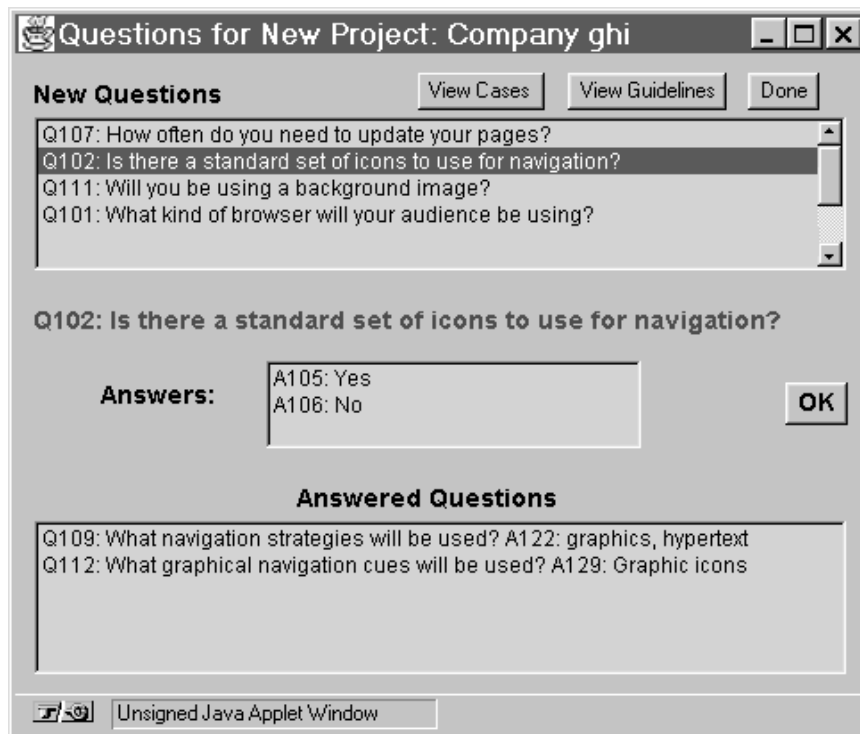 Questions for New Project: Company ghi
New Questions
View Cases
View Guidelines
Done
Q107: How often do you need to update your pages?
Q102: Is there a standard set of icons to use for navigation?
Q111: Will you be using a background image?
Q101: What kind of browser will your audience be using?
Q102: Is there a standard set of icons to use for navigation?
Answers:
A105: Yes
A106: No
OK
Answered Questions
Q109: What navigation strategies will be used? A122: graphics, hypertext
Q112: What graphical navigation cues will be used? A129: Graphic icons
Unsigned Java Applet Window